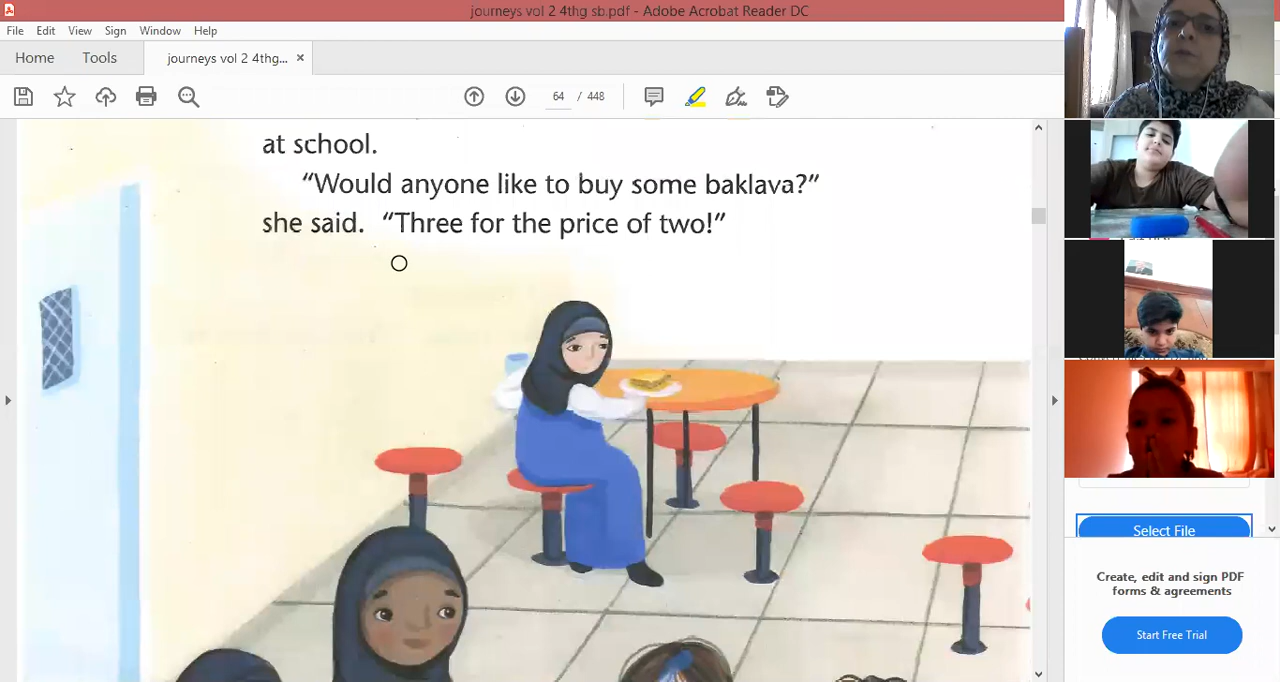 journeys vol 2 4thg sb.pdf - Adobe Acrobat Reader DC
File Edit View Sign Window Help
Home Tools journeys vol 2 4thg... ×
64 / 448
at school.
“Would anyone like to buy some baklava?”
she said. “Three for the price of two!”
Select File
Create, edit and sign PDF
forms & agreements
Start Free Trial